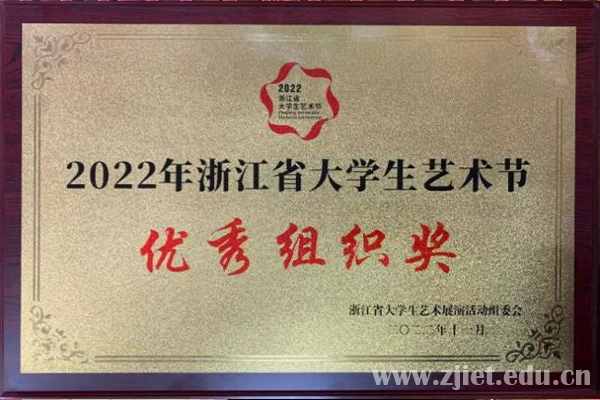 2022
浙江省
大学生艺术节
2022年浙江省大学生艺术节
优秀组织奖
浙江省大学生艺术展演活动组委会
二〇二二年十一月
www.zjiet.edu.cn